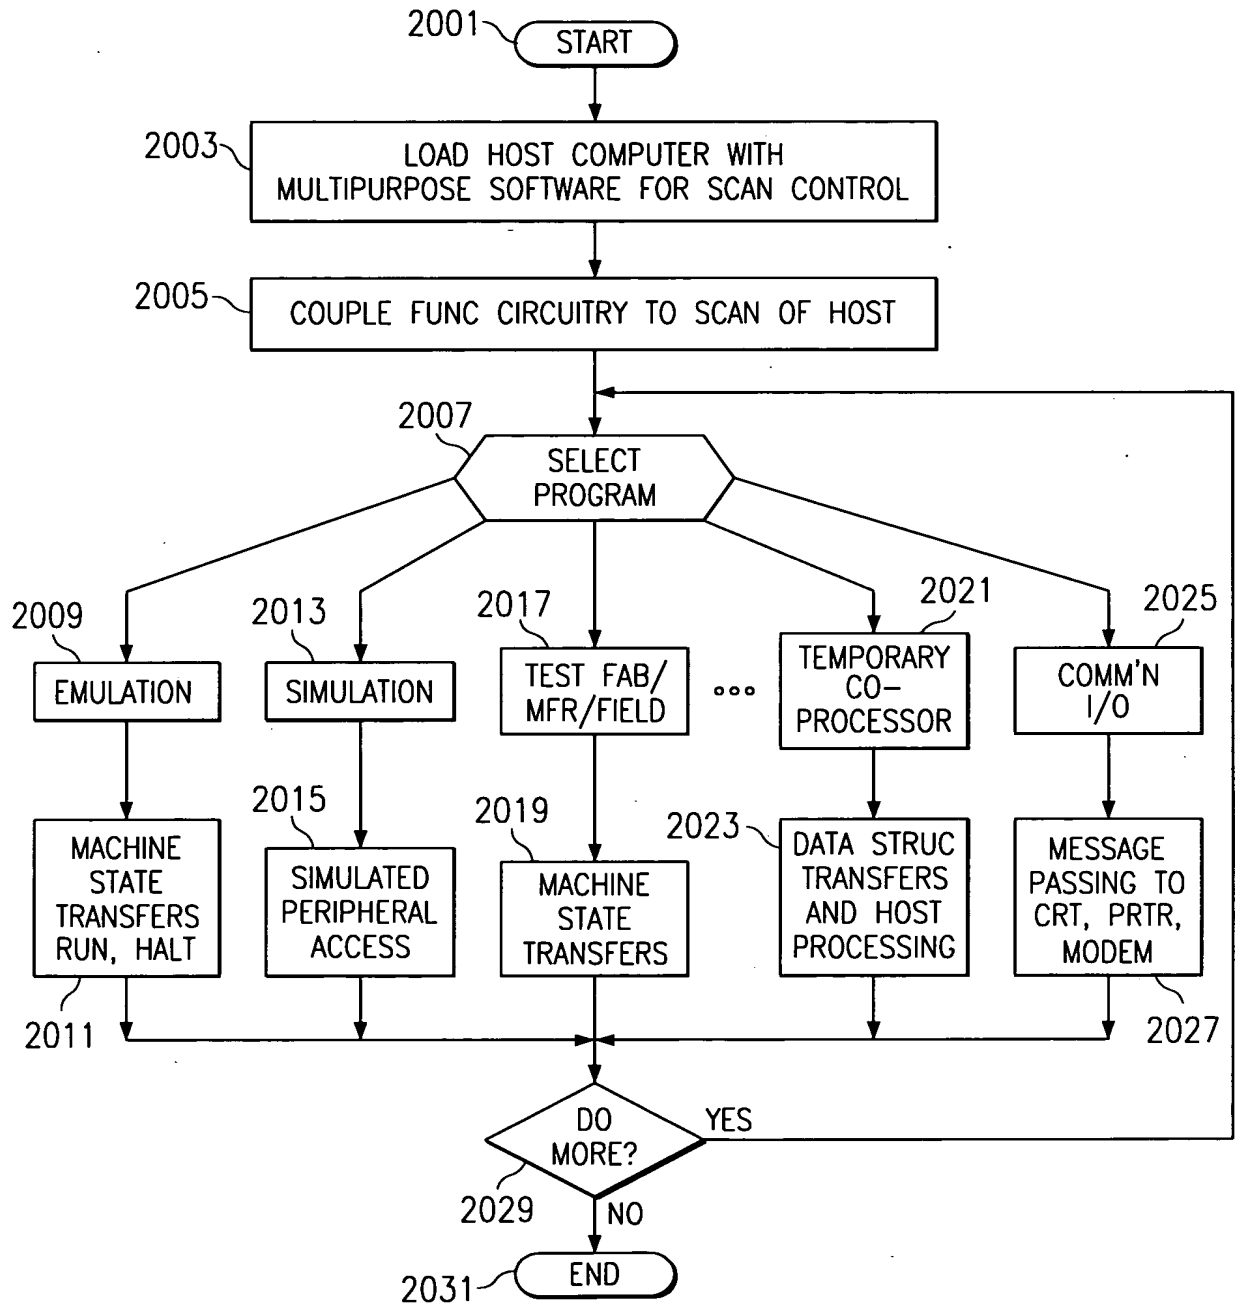 2001
START
2003
LOAD HOST COMPUTER WITH
MULTIPURPOSE SOFTWARE FOR SCAN CONTROL
2005
COUPLE FUNC CIRCUITRY TO SCAN OF HOST
2007
SELECT
PROGRAM
2009
EMULATION
2013
SIMULATION
2017
TEST FAB/
MFR/FIELD
2021
TEMPORARY
CO-
PROCESSOR
2025
COMM'N
I/O
2011
MACHINE
STATE
TRANSFERS
RUN, HALT
2015
SIMULATED
PERIPHERAL
ACCESS
2019
MACHINE
STATE
TRANSFERS
2023
DATA STRUC
TRANSFERS
AND HOST
PROCESSING
MESSAGE
PASSING TO
CRT, PRTR,
MODEM
2027
DO
MORE?
YES
2029
NO
2031
END